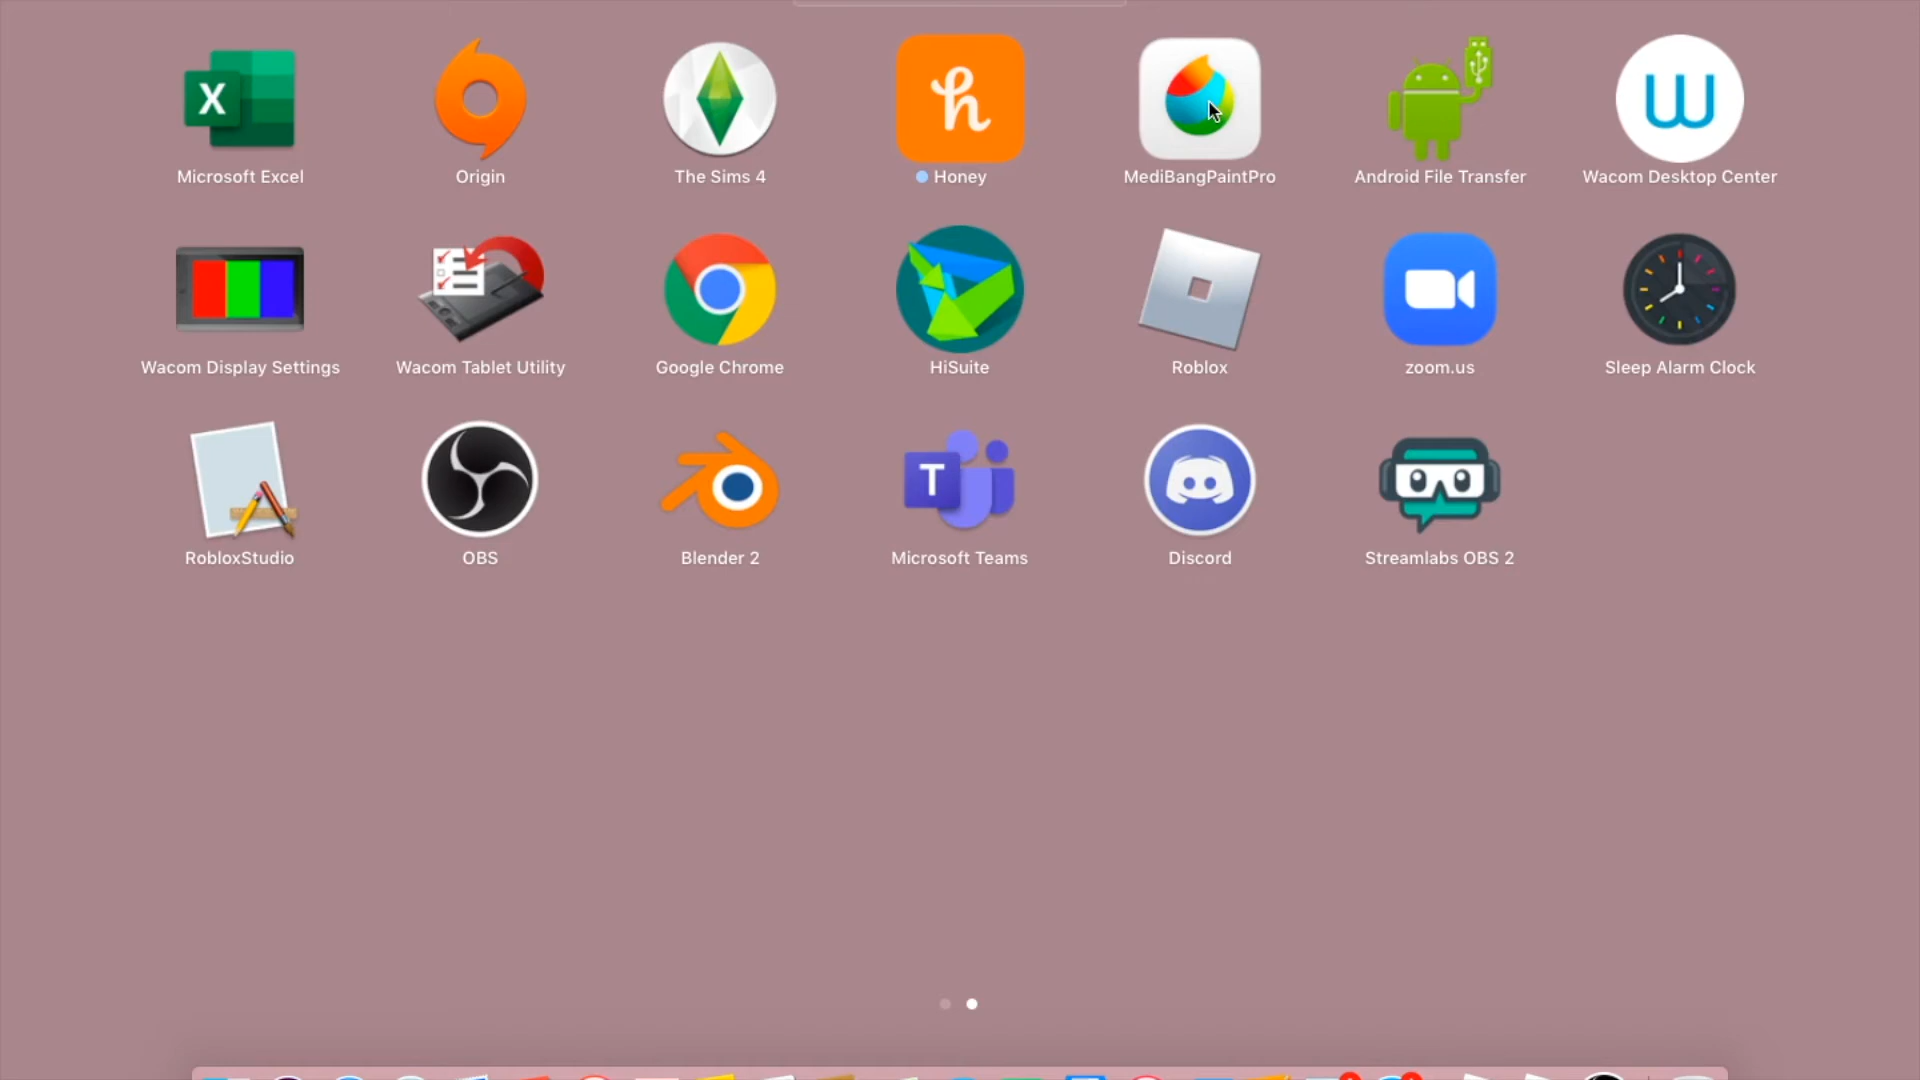 Microsoft Excel
Origin
The Sims 4
Honey
MediBangPaintPro
Android File Transfer
Wacom Desktop Center
Wacom Display Settings
Wacom Tablet Utility
Google Chrome
HiSuite
Roblox
zoom.us
Sleep Alarm Clock
RobloxStudio
OBS
Blender 2
Microsoft Teams
Discord
Streamlabs OBS 2